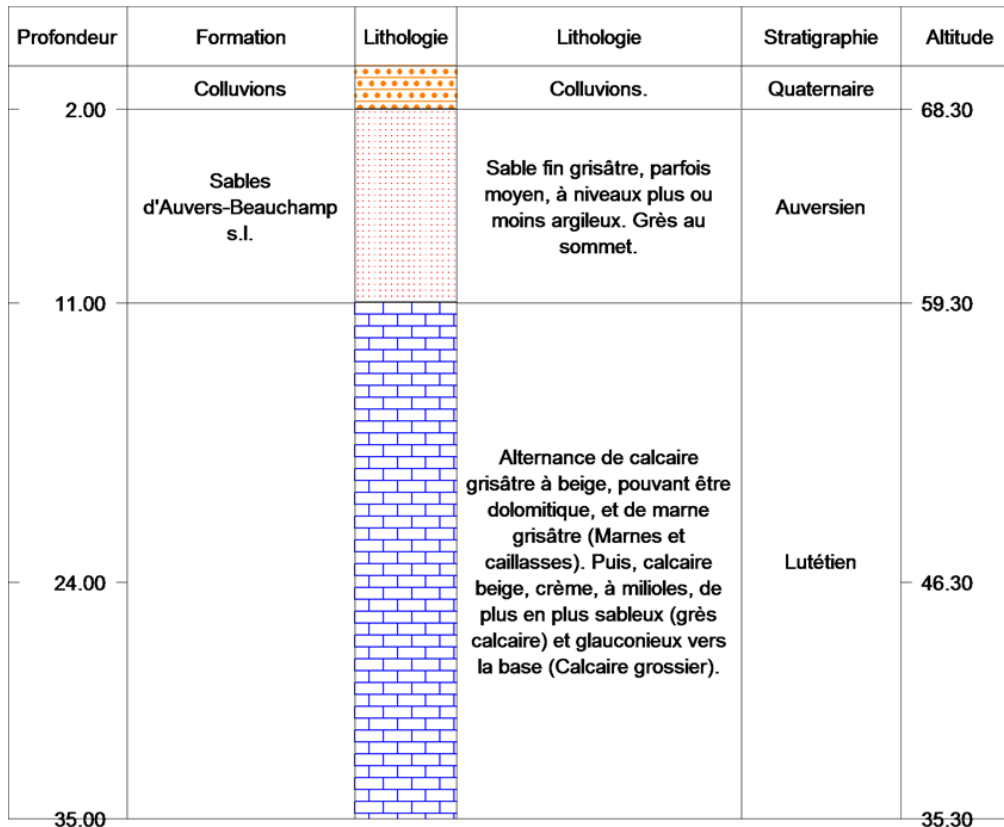 Profondeur Formation Lithologie Lithologie Stratigraphie Altitude
Colluvions Colluvions. Quaternaire
2.00 68.30
Sables
d'Auvers-Beauchamp
s.l.
Sable fin grisâtre, parfois
moyen, à niveaux plus ou
moins argileux. Grès au
sommet.
Auversien
11.00 59.30
Alternance de calcaire
grisâtre à beige, pouvant être
dolomitique, et de marne
grisâtre (Marnes et
caillasses). Puis, calcaire
beige, crème, à milioles, de
plus en plus sableux (grès
calcaire) et glauconieux vers
la base (Calcaire grossier).
Lutétien
24.00 46.30
35.00 35.30